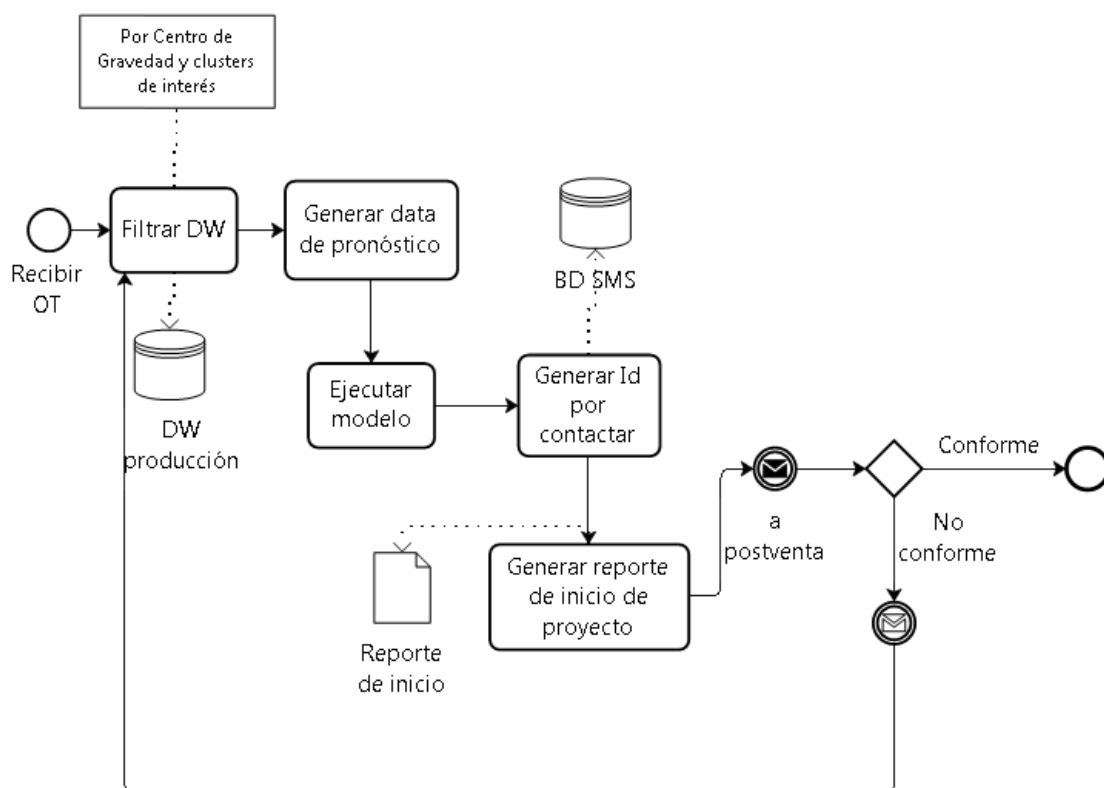 Por Centro de
Gravedad y clusters
de interés
Filtrar DW
Generar data
de pronóstico
Recibir
OT
BD SMS
DW
producción
Ejecutar
modelo
Generar Id
por
contactar
Conforme
a
postventa
No
conforme
Generar reporte
de inicio de
proyecto
Reporte
de inicio